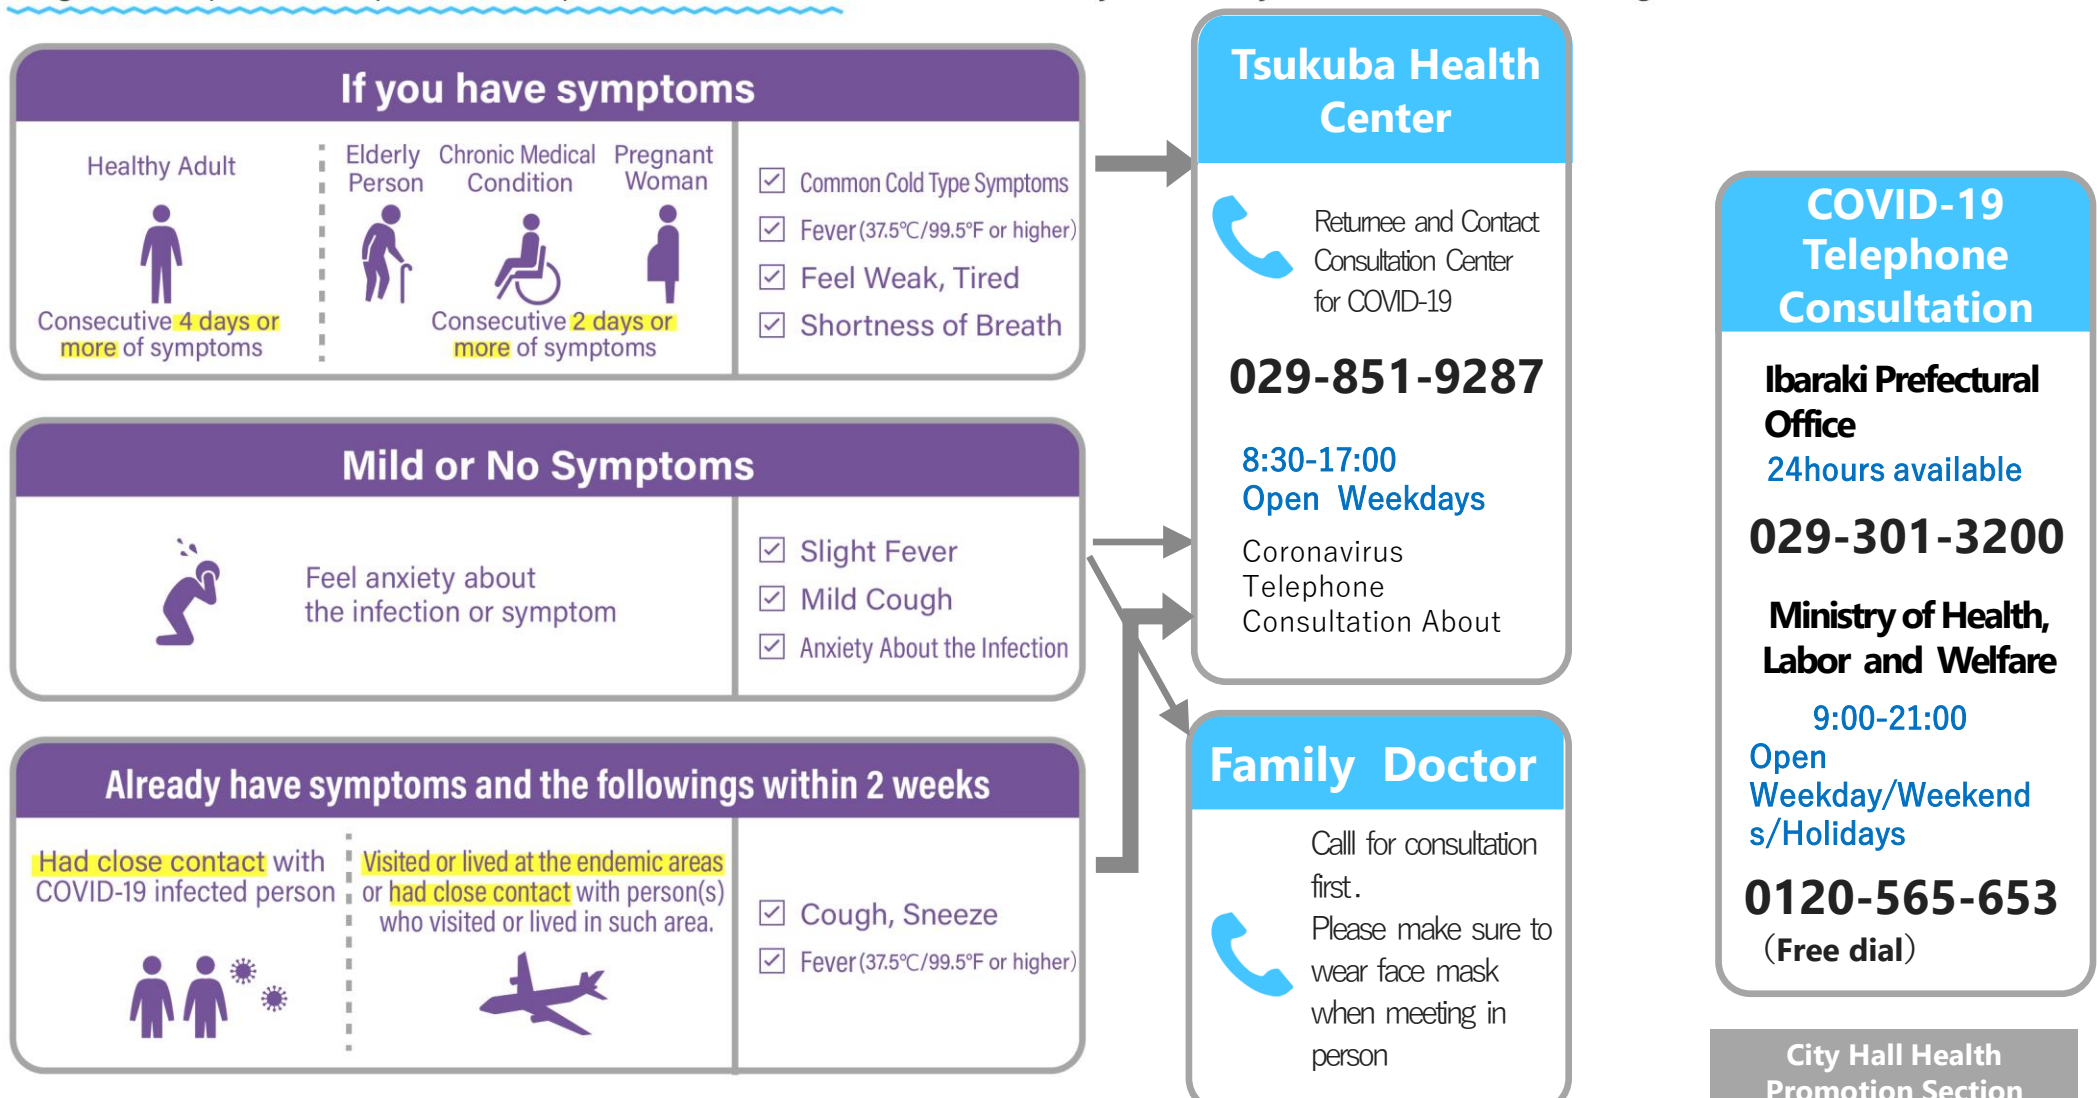 If you have symptoms
Healthy Adult
Consecutive 4 days or
more of symptoms
Elderly
Person
Chronic Medical
Condition
Pregnant
Woman
Consecutive 2 days or
more of symptoms
Common Cold Type Symptoms
Fever(37.5℃/99.5°F or higher)
Feel Weak, Tired
Shortness of Breath
Mild or No Symptoms
Feel anxiety about
the infection or symptom
Slight Fever
Mild Cough
Anxiety About the Infection
Already have symptoms and the followings within 2 weeks
Had close contact with
COVID-19 infected person
Visited or lived at the endemic areas
or had close contact with person(s)
who visited or lived in such area.
Cough, Sneeze
Fever(37.5℃/99.5°F or higher)
Tsukuba Health
Center
Returnee and Contact
Consultation Center
for COVID-19
029-851-9287
8:30-17:00
Open Weekdays
Coronavirus
Telephone
Consultation About
Family Doctor
Calll for consultation
first.
Please make sure to
wear face mask
when meeting in
person
COVID-19
Telephone
Consultation
Ibaraki Prefectural
Office
24hours available
029-301-3200
Ministry of Health,
Labor and Welfare
9:00-21:00
Open
Weekday/Weekend
s/Holidays
0120-565-653
（Free dial）
City Hall Health
Promotion Section